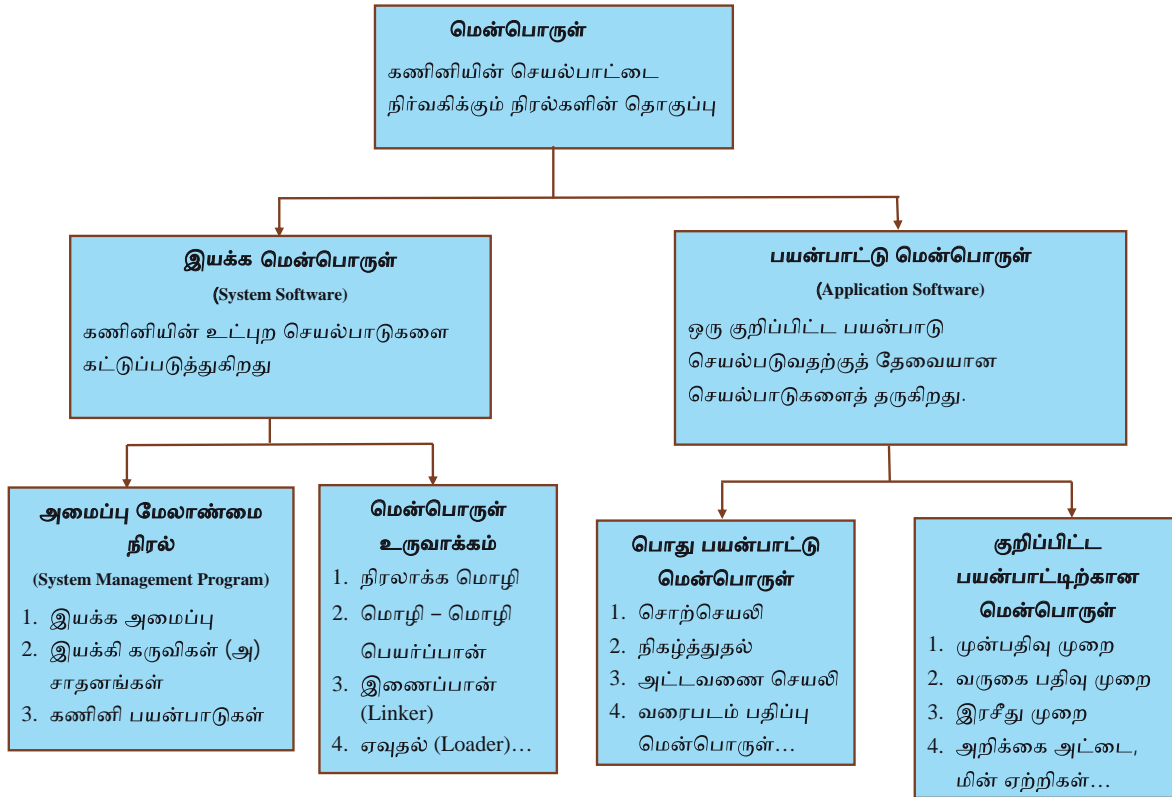 மென்பொருள்
கணினியின் செயல்பாட்டை
நிர்வகிக்கும் நிரல்களின் தொகுப்பு
இயக்க மென்பொருள்
(System Software)
கணினியின் உட்புற செயல்பாடுகளை
கட்டுப்படுத்துகிறது
பயன்பாட்டு மென்பொருள்
(Application Software)
ஒரு குறிப்பிட்ட பயன்பாடு
செயல்படுவதற்குத் தேவையான
செயல்பாடுகளைத் தருகிறது.
அமைப்பு மேலாண்மை
நிரல்
(System Management Program)
1. இயக்க அமைப்பு
2. இயக்கி கருவிகள் (அ)
சாதனங்கள்
3. கணினி பயன்பாடுகள்
மென்பொருள்
உருவாக்கம்
1. நிரலாக்க மொழி
2. மொழி – மொழி
பெயர்ப்பான்
3. இணைப்பான்
(Linker)
4. ஏவுதல் (Loader)...
பொது பயன்பாட்டு
மென்பொருள்
1. சொற்செயலி
2. நிகழ்த்துதல்
3. அட்டவணை செயலி
4. வரைபடம் பதிப்பு
மென்பொருள்...
குறிப்பிட்ட
பயன்பாட்டிற்கான
மென்பொருள்
1. முன்பதிவு முறை
2. வருகை பதிவு முறை
3. இரசீது முறை
4. அறிக்கை அட்டை,
மின் ஏற்றிகள்...